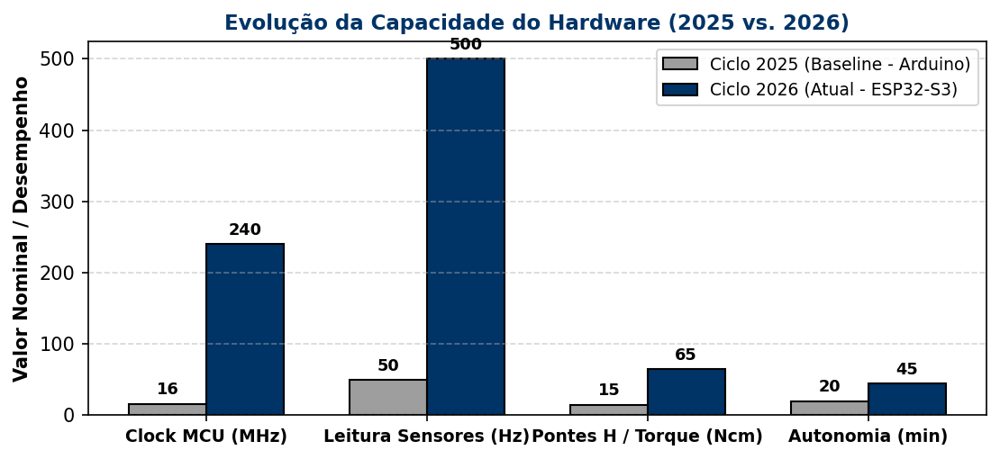 Evolução da Capacidade do Hardware (2025 vs. 2026)
Valor Nominal / Desempenho
500
400
300
200
100
0
Ciclo 2025 (Baseline - Arduino)
Ciclo 2026 (Atual - ESP32-S3)
16
240
50
500
15
65
20
45
Clock MCU (MHz)
Leitura Sensores (Hz)
Pontes H / Torque (Ncm)
Autonomia (min)